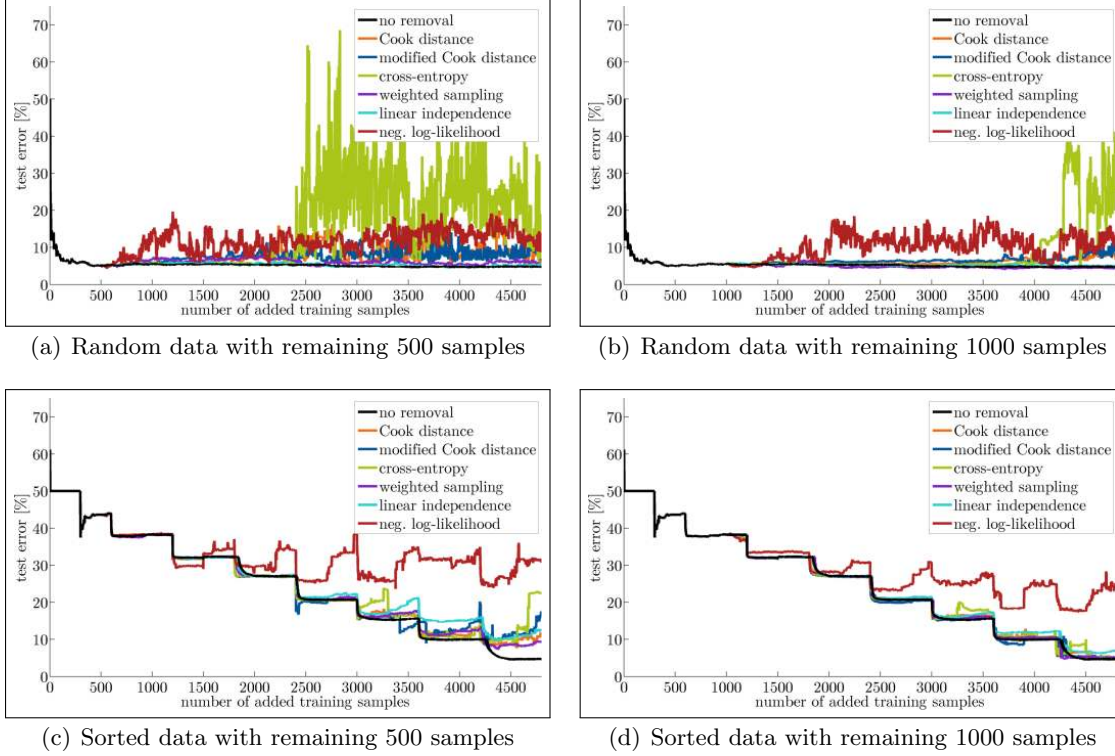 70
60
50
40
30
20
10
0
test error [%]
no removal
Cook distance
modified Cook distance
cross-entropy
weighted sampling
linear independence
neg. log-likelihood
0 500 1000 1500 2000 2500 3000 3500 4000 4500
number of added training samples
(a) Random data with remaining 500 samples
70
60
50
40
30
20
10
0
test error [%]
no removal
Cook distance
modified Cook distance
cross-entropy
weighted sampling
linear independence
neg. log-likelihood
0 500 1000 1500 2000 2500 3000 3500 4000 4500
number of added training samples
(b) Random data with remaining 1000 samples
70
60
50
40
30
20
10
0
test error [%]
no removal
Cook distance
modified Cook distance
cross-entropy
weighted sampling
linear independence
neg. log-likelihood
0 500 1000 1500 2000 2500 3000 3500 4000 4500
number of added training samples
(c) Sorted data with remaining 500 samples
70
60
50
40
30
20
10
0
test error [%]
no removal
Cook distance
modified Cook distance
cross-entropy
weighted sampling
linear independence
neg. log-likelihood
0 500 1000 1500 2000 2500 3000 3500 4000 4500
number of added training samples
(d) Sorted data with remaining 1000 samples